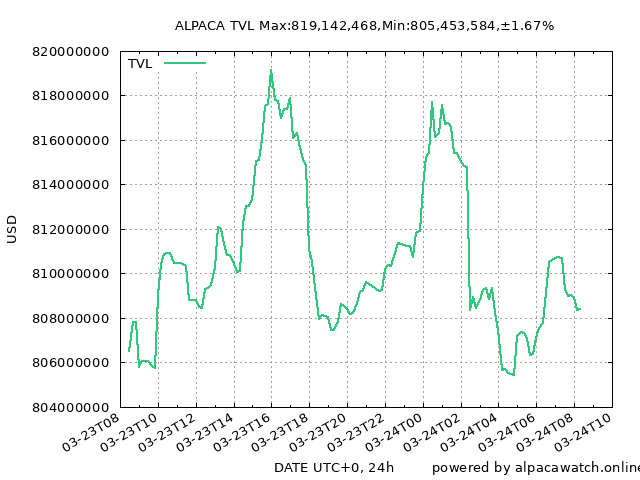 ALPACA TVL Max:819,142,468,Min:805,453,584,±1.67%
820000000
818000000
816000000
814000000
812000000
810000000
808000000
806000000
804000000
USD
TVL
03-23T08
03-23T10
03-23T12
03-23T14
03-23T16
03-23T18
03-23T20
03-23T22
03-24T00
03-24T02
03-24T04
03-24T06
03-24T08
03-24T10
DATE UTC+0, 24h
powered by alpacawatch.online